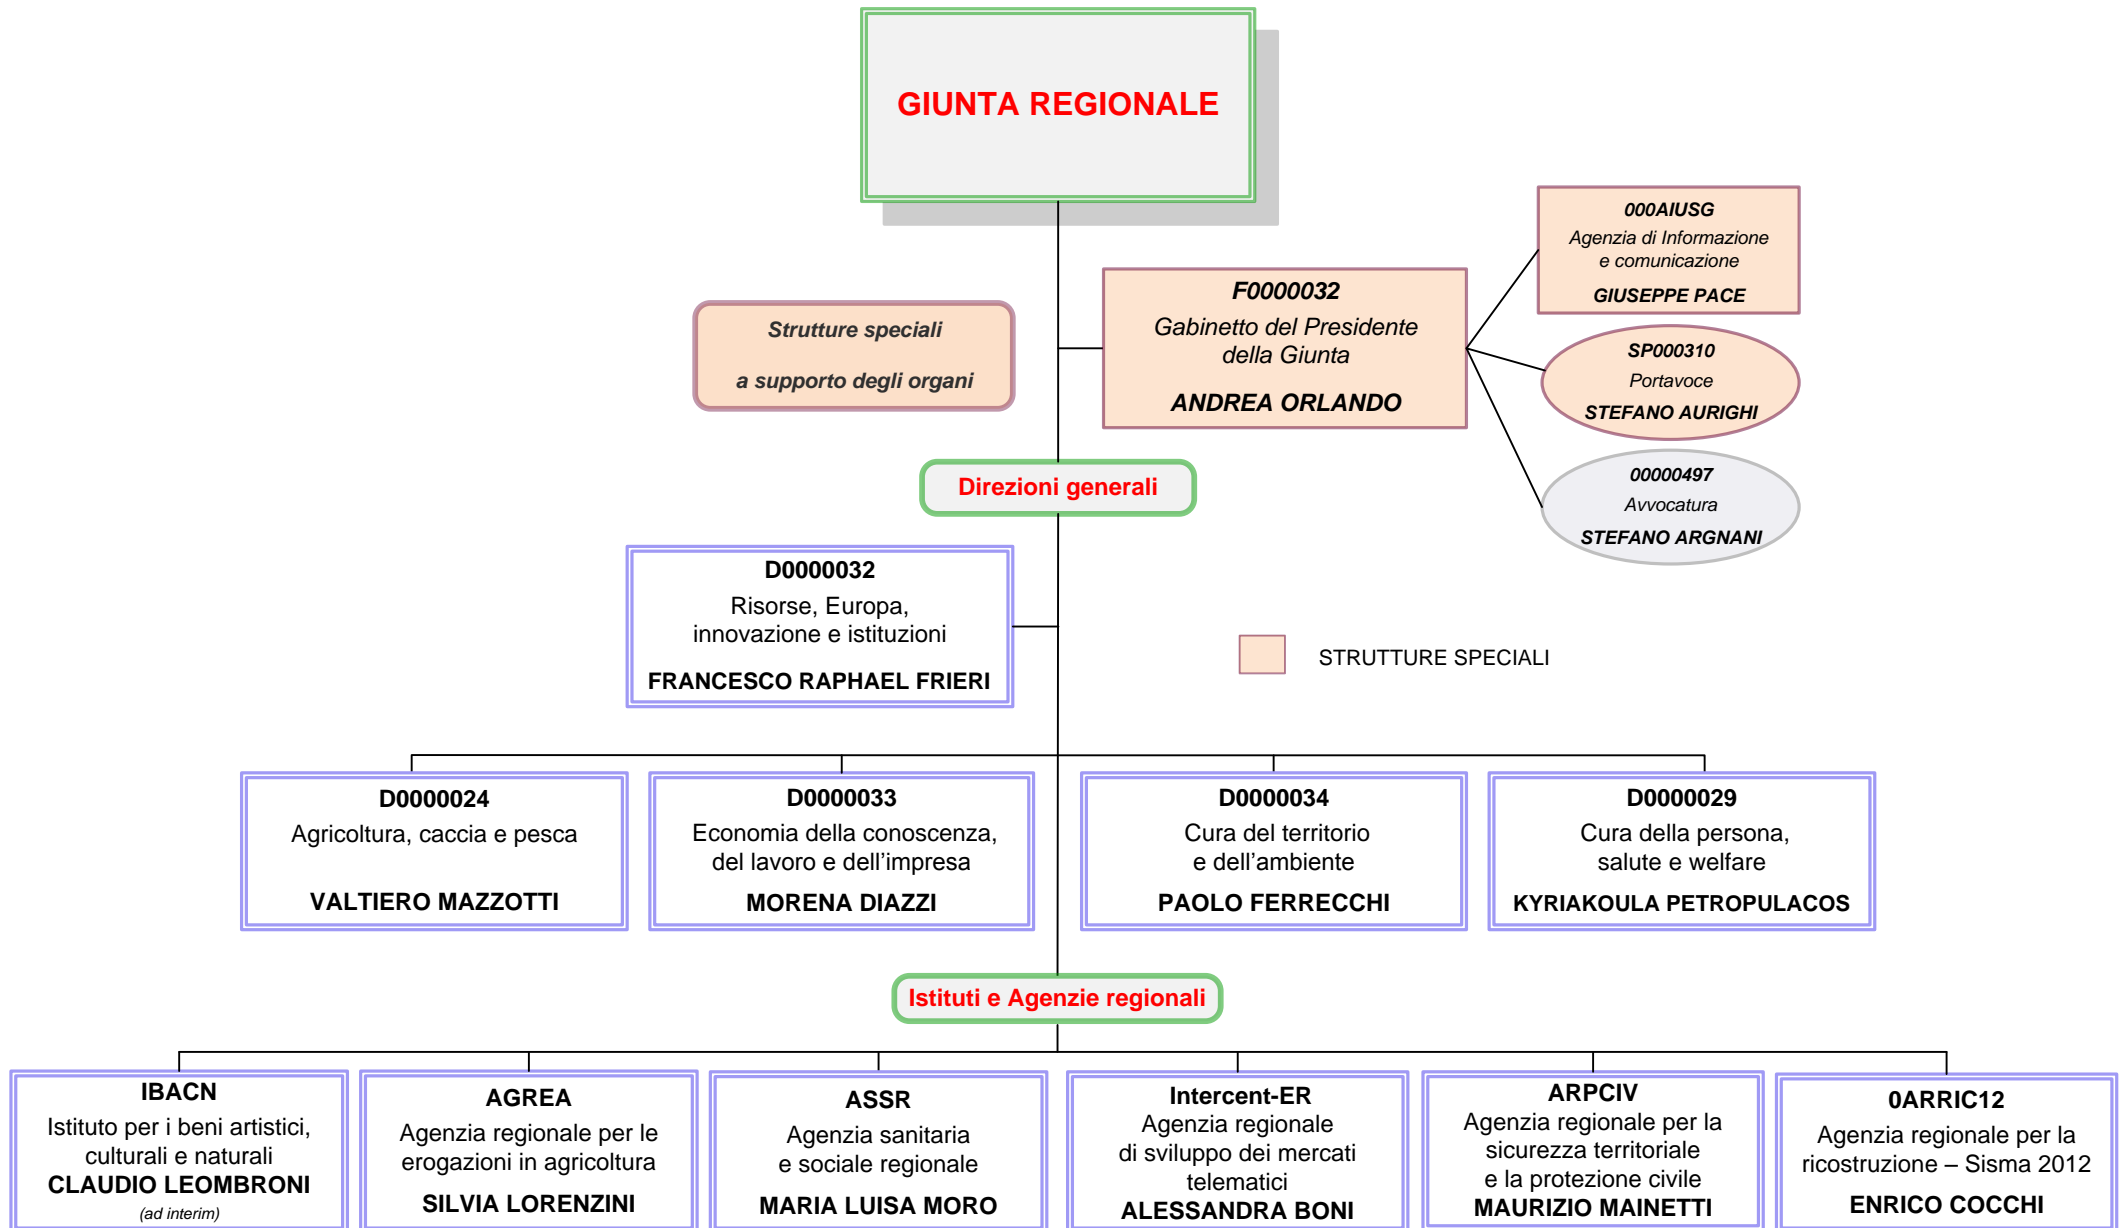 GIUNTA REGIONALE
000AIUSG
Agenzia di Informazione
e comunicazione
GIUSEPPE PACE
F0000032
Gabinetto del Presidente
della Giunta
ANDREA ORLANDO
Strutture speciali
a supporto degli organi
SP000310
Portavoce
STEFANO AURIGHI
00000497
Avvocatura
STEFANO ARGNANI
Direzioni generali
D0000032
Risorse, Europa,
innovazione e istituzioni
FRANCESCO RAPHAEL FRIERI
STRUTTURE SPECIALI
D0000024
Agricoltura, caccia e pesca
VALTIERO MAZZOTTI
D0000033
Economia della conoscenza,
del lavoro e dell’impresa
MORENA DIAZZI
D0000034
Cura del territorio
e dell’ambiente
PAOLO FERRECCHI
D0000029
Cura della persona,
salute e welfare
KYRIAKOULA PETROPULACOS
Istituti e Agenzie regionali
IBACN
Istituto per i beni artistici,
culturali e naturali
CLAUDIO LEOMBRONI
(ad interim)
AGREA
Agenzia regionale per le
erogazioni in agricoltura
SILVIA LORENZINI
ASSR
Agenzia sanitaria
e sociale regionale
MARIA LUISA MORO
Intercent-ER
Agenzia regionale
di sviluppo dei mercati
telematici
ALESSANDRA BONI
ARPCIV
Agenzia regionale per la
sicurezza territoriale
e la protezione civile
MAURIZIO MAINETTI
0ARRIC12
Agenzia regionale per la
ricostruzione – Sisma 2012
ENRICO COCCHI